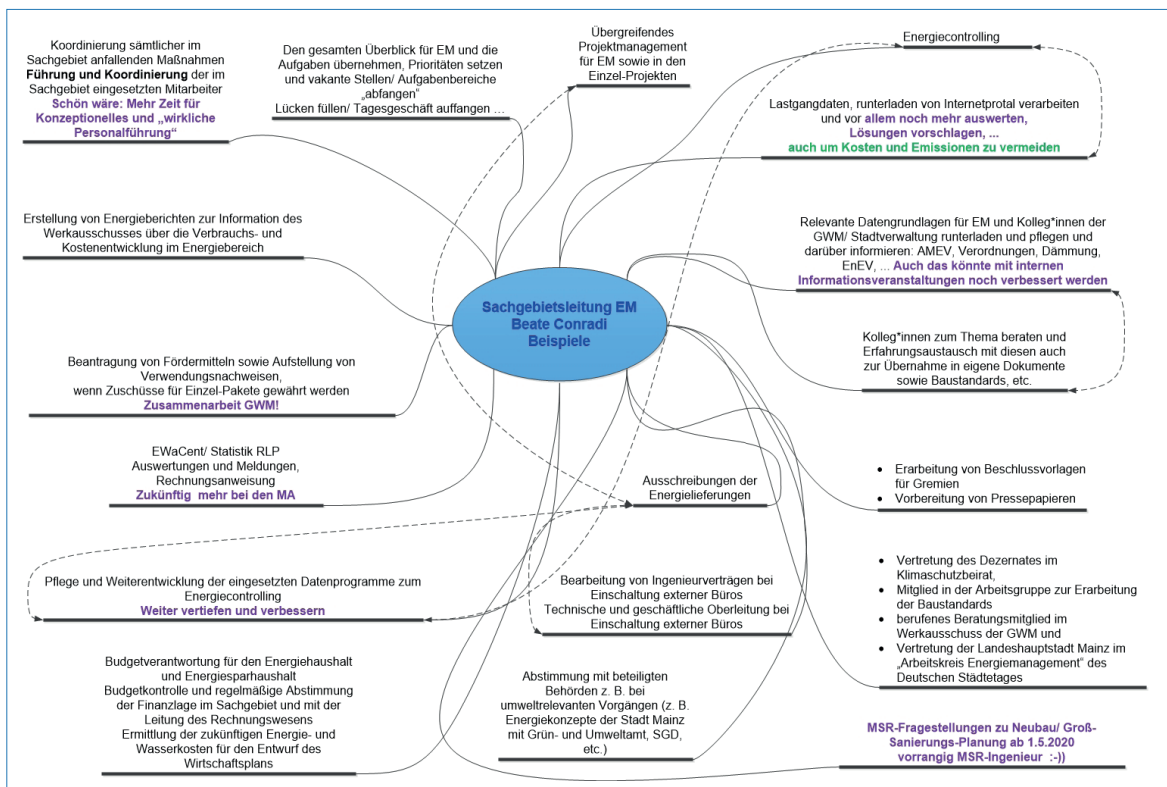 Koordinierung sämtlicher im
Sachgebiet anfallenden Maßnahmen
Führung und Koordinierung der im
Sachgebiet eingesetzten Mitarbeiter
Schön wäre: Mehr Zeit für
Konzeptionelles und „wirkliche
Personalführung“
Den gesamten Überblick für EM und die
Aufgaben übernehmen, Prioritäten setzen
und vakante Stellen/ Aufgabenbereiche
„abfangen”
Lücken füllen/ Tagesgeschäft auffangen …
Übergreifendes
Projektmanagement
für EM sowie in den
Einzel-Projekten
Energiecontrolling
Lastgangdaten, runterladen von Internetprotal verarbeiten
und vor allem noch mehr auswerten,
Lösungen vorschlagen, ...
auch um Kosten und Emissionen zu vermeiden
Erstellung von Energieberichten zur Information des
Werkausschusses über die Verbrauchs- und
Kostenentwicklung im Energiebereich
Relevante Datengrundlagen für EM und Kolleg*innen der
GWM/ Stadtverwaltung runterladen und pflegen und
darüber informieren: AMEV, Verordnungen, Dämmung,
EnEV, ... Auch das könnte mit internen
Informationsveranstaltungen noch verbessert werden
Sachgebietsleitung EM
Beate Conradi
Beispiele
Kolleg*innen zum Thema beraten und
Erfahrungsaustausch mit diesen auch
zur Übernahme in eigene Dokumente
sowie Baustandards, etc.
Beantragung von Fördermitteln sowie Aufstellung von
Verwendungsnachweisen,
wenn Zuschüsse für Einzel-Pakete gewährt werden
Zusammenarbeit GWM!
EWaCent/ Statistik RLP
Auswertungen und Meldungen,
Rechnungsanweisung
Zukünftig mehr bei den MA
Ausschreibungen der
Energielieferungen
• Erarbeitung von Beschlussvorlagen
für Gremien
• Vorbereitung von Pressepapieren
Pflege und Weiterentwicklung der eingesetzten Datenprogramme zum
Energiecontrolling
Weiter vertiefen und verbessern
Bearbeitung von Ingenieurverträgen bei
Einschaltung externer Büros
Technische und geschäftliche Oberleitung bei
Einschaltung externer Büros
• Vertretung des Dezernates im
Klimaschutzbeirat,
• Mitglied in der Arbeitsgruppe zur Erarbeitung
der Baustandards
• berufenes Beratungsmitglied im
Werkausschuss der GWM und
• Vertretung der Landeshauptstadt Mainz im
„Arbeitskreis Energiemanagement“ des
Deutschen Städtetages
Budgetverantwortung für den Energiehaushalt
und Energiesparhaushalt
Budgetkontrolle und regelmäßige Abstimmung
der Finanzlage im Sachgebiet und mit der
Leitung des Rechnungswesens
Ermittlung der zukünftigen Energie- und
Wasserkosten für den Entwurf des
Wirtschaftsplans
Abstimmung mit beteiligten
Behörden z. B. bei
umweltrelevanten Vorgängen (z. B.
Energiekonzepte der Stadt Mainz
mit Grün- und Umweltamt, SGD,
etc.)
MSR-Fragestellungen zu Neubau/ Groß-
Sanierungs-Planung ab 1.5.2020
vorrangig MSR-Ingenieur :-))